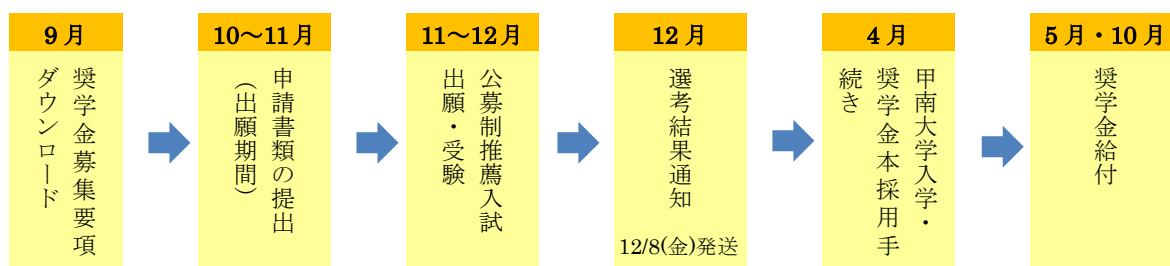 9月
奨学金募集要項
ダウンロード
10～11月
申請書類の提出
（出願期間）
11～12月
公募制推薦入試
出願・受験
12月
選考結果通知
12/8(金)発送
4月
甲南大学入学・
奨学金本採用手
続き
5月・10月
奨学金給付